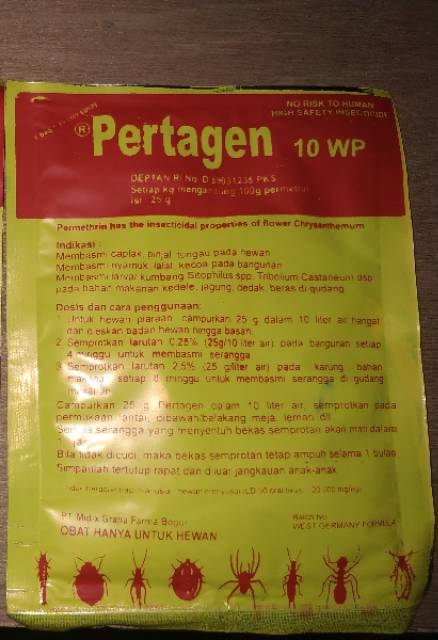 NO RISK TO HUMAN
HIGH SAFETY INSECTICIDE
® Pertagen 10 WP
DEPTAN RI No. D
Setiap kg mengandung 100g permetrin
Isi : 25 g
Permethrin has the insecticidal properties of flower Chrysanthemum
Indikasi :
Membasmi caplak, pinjal, tungau pada hewan
Membasmi nyamuk, lalat, kecoa pada bangunan
Membasmi larva/ kumbang Sitophilus spp, Tribolium Castaneum dsp
pada bahan makanan kedele, jagung, dedak, beras di gudang
Dosis dan cara penggunaan:
1. Untuk hewan piaraan, campurkan 25 g dalam 10 liter air hangat
dan oleskan badan hewan hingga basah.
2. Semprotkan larutan 0,25% (25g/10 liter air) pada bangunan setiap
4 minggu untuk membasmi serangga
3. Semprotkan larutan 2,5% (25 g/liter air) pada karung bahan
makanan setiap 8 minggu untuk membasmi serangga di gudang
makanan
Campurkan 25 g Pertagen dalam 10 liter air, semprotkan pada
permukaan lantai, dibawah/belakang meja, lemari dll
Semua serangga yang menyentuh bekas semprotan akan mati dalam
1 jam
Bila tidak dicuci, maka bekas semprotan tetap ampuh selama 1 bulan
Simpanlah tertutup rapat dan diluar jangkauan anak-anak
PT. Midix Graha Farma Bogor
OBAT HANYA UNTUK HEWAN
Batch No
WEST GERMANY FORMULA